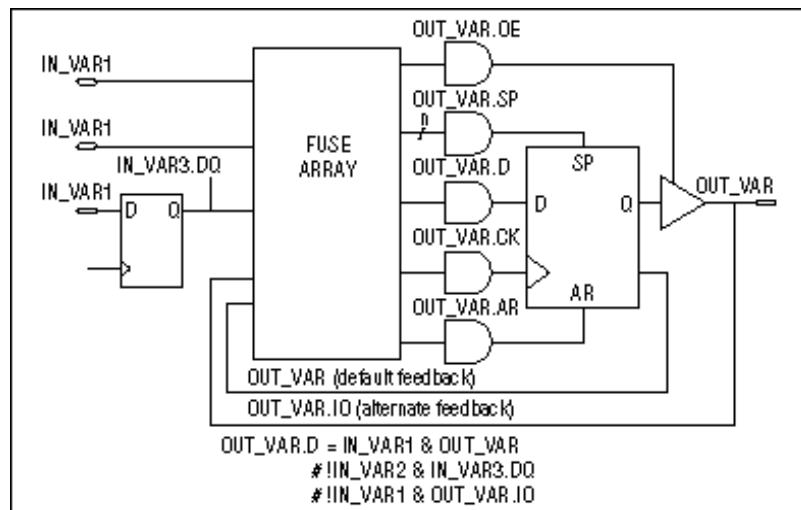 OUT_VAR.OE
IN_VAR1
OUT_VAR.SP
n
IN_VAR1
FUSE
ARRAY
IN_VAR3.DQ
OUT_VAR.D
SP
OUT_VAR
IN_VAR1
D Q
D Q
OUT_VAR.CK
AR
OUT_VAR.AR
OUT_VAR (default feedback)
OUT_VAR.IO (alternate feedback)
OUT_VAR.D = IN_VAR1 & OUT_VAR
# !IN_VAR2 & IN_VAR3.DQ
# !IN_VAR1 & OUT_VAR.IO